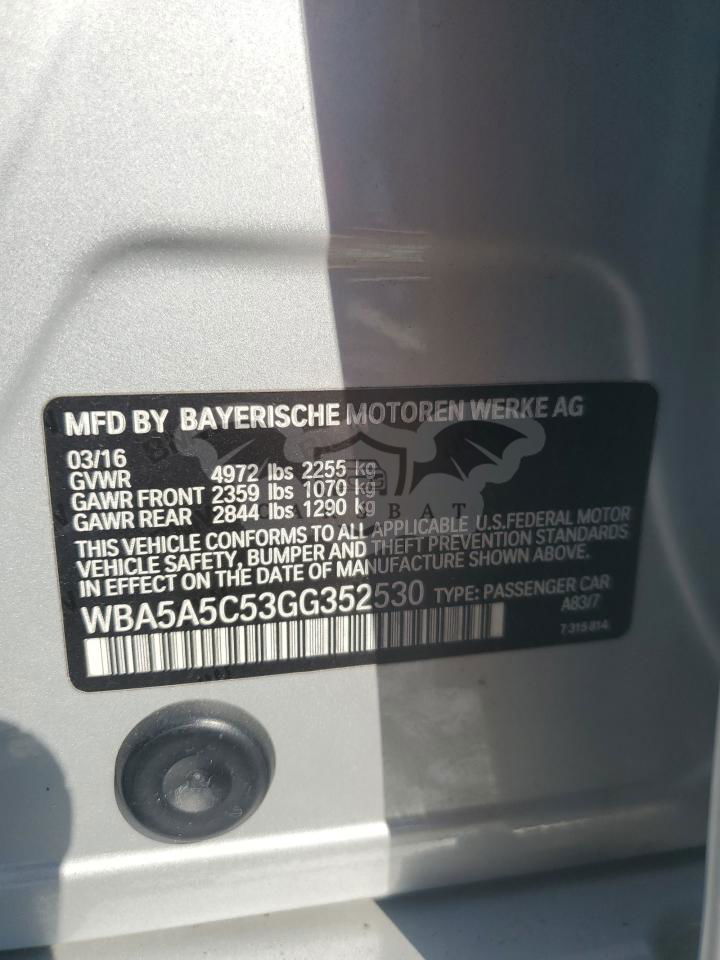 MFD BY BAYERISCHE MOTOREN WERKE AG
03/16
GVWR 4972 lbs 2255 kg
GAWR FRONT 2359 lbs 1070 kg
GAWR REAR 2844 lbs 1290 kg
CARSBAT
THIS VEHICLE CONFORMS TO ALL APPLICABLE U.S.FEDERAL MOTOR
VEHICLE SAFETY, BUMPER AND THEFT PREVENTION STANDARDS
IN EFFECT ON THE DATE OF MANUFACTURE SHOWN ABOVE.
WBA5A5C53GG352530 TYPE: PASSENGER CAR
A83/7
7 315 814